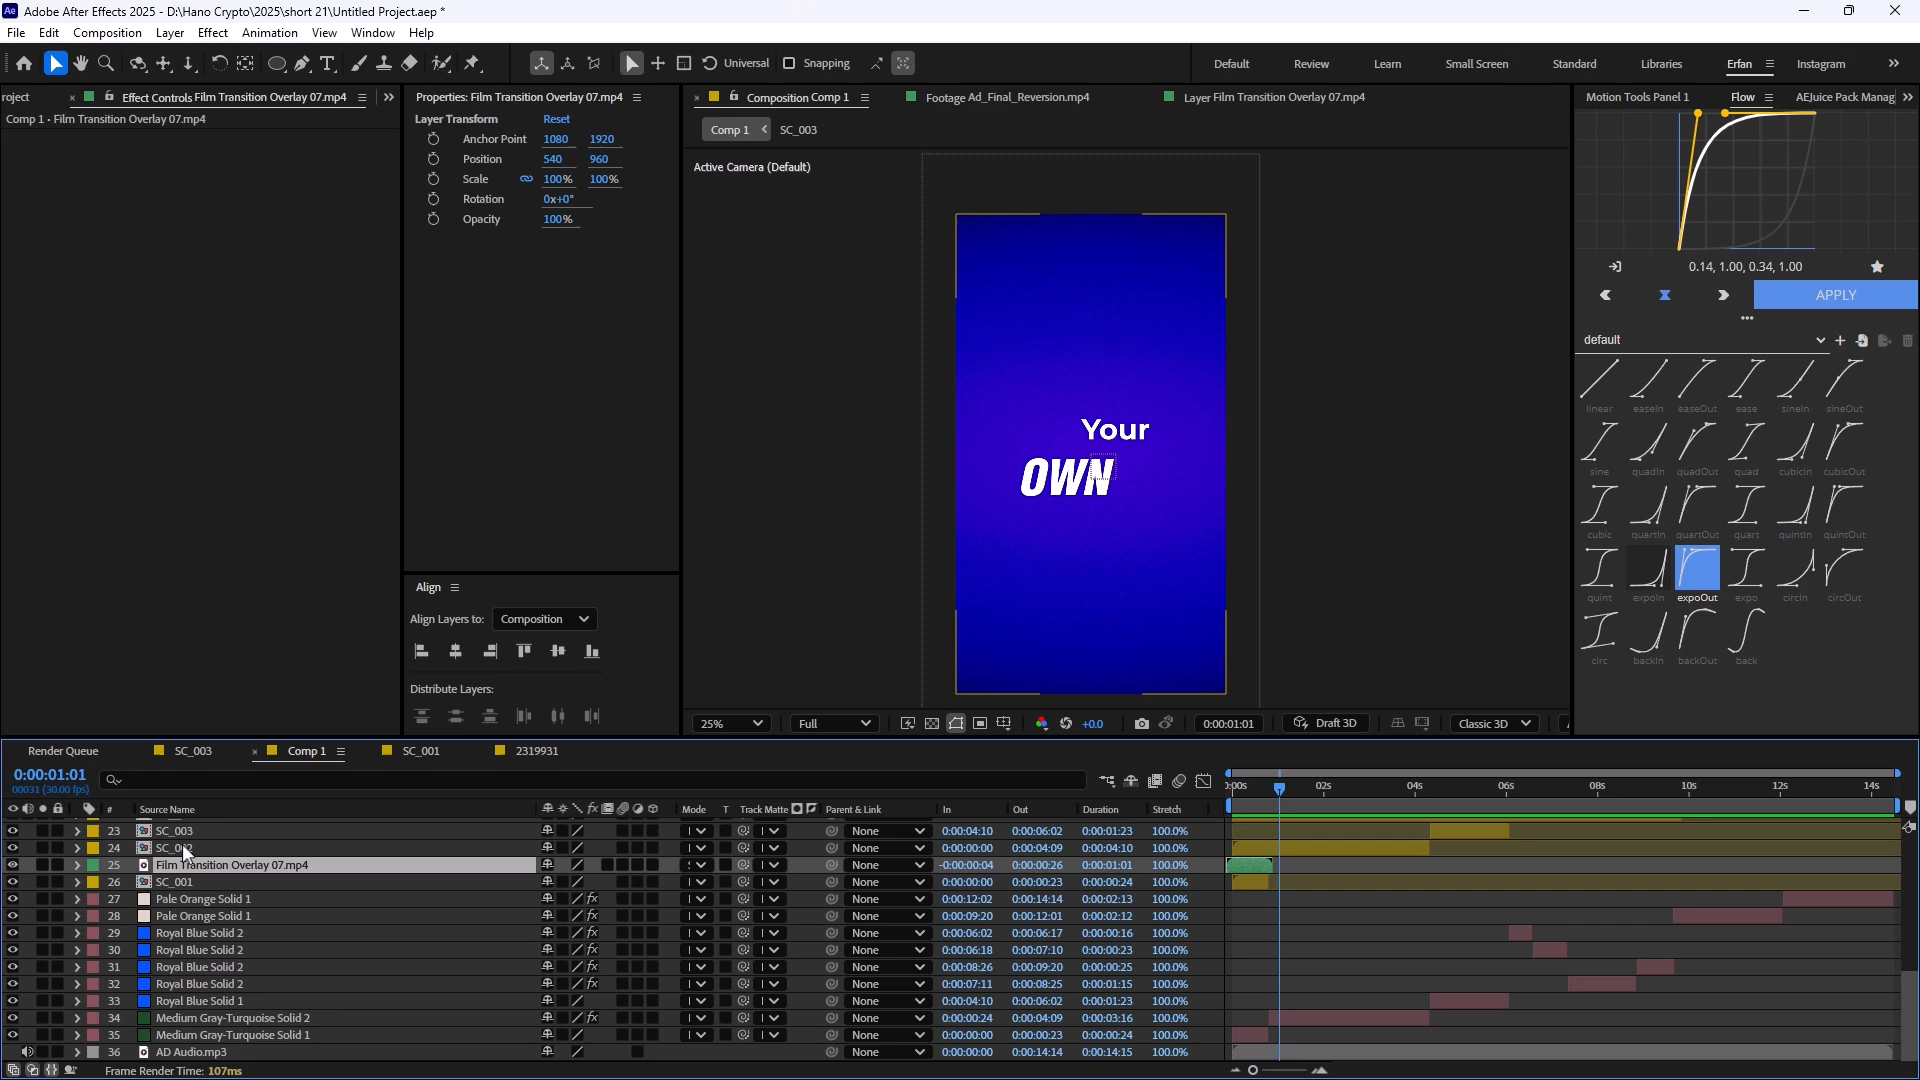 Adobe After Effects 2025 - D:\Hano Crypto\2025\short 21\Untitled Project.aep *
File Edit Composition Layer Effect Animation View Window Help
Universal Snapping Default Review Learn Small Screen Standard Erfan Libraries Instagram
roject Effect Controls Film Transition Overlay 07.mp4
Comp 1 • Film Transition Overlay 07.mp4
Properties: Film Transition Overlay 07.mp4
Layer Transform Reset
Anchor Point 1080 1920
Position 540 960
Scale 100% 100%
Rotation 0x+0°
Opacity 100%
Align
Align Layers to: Composition
Distribute Layers:
Composition Comp 1 Footage Ad_Final_Reversion.mp4 Layer Film Transition Overlay 07.mp4
Comp 1 SC_003
Active Camera (Default)
Your
OWN
25% Full +0.0 0:00:01:01 Draft 3D Classic 3D
Motion Tools Panel 1 Flow AEJuice Pack Manag
0.14, 1.00, 0.34, 1.00
APPLY
default
linear easeIn easeOut ease sineIn sineOut
sine quadIn quadOut quad cubicIn cubicOut
cubic quartIn quartOut quart quintIn quintOut
quint expoIn expoOut expo circIn circOut
circ backIn backOut back
Render Queue SC_003 Comp 1 SC_001 2319931
0:00:01:01
00031 (30.00 fps)
# Source Name Mode T Track Matte Parent & Link In Out Duration Stretch
0:00s 02s 04s 06s 08s 10s 12s 14s
23 SC_003 None 0:00:04:10 0:00:06:02 0:00:01:23 100.0%
24 SC_002 None 0:00:00:00 0:00:04:09 0:00:04:10 100.0%
25 Film Transition Overlay 07.mp4 None -0:00:00:04 0:00:00:26 0:00:01:01 100.0%
26 SC_001 None 0:00:00:00 0:00:00:23 0:00:00:24 100.0%
27 Pale Orange Solid 1 None 0:00:12:02 0:00:14:14 0:00:02:13 100.0%
28 Pale Orange Solid 1 None 0:00:09:20 0:00:12:01 0:00:02:12 100.0%
29 Royal Blue Solid 2 None 0:00:06:02 0:00:06:17 0:00:00:16 100.0%
30 Royal Blue Solid 2 None 0:00:06:18 0:00:07:10 0:00:00:23 100.0%
31 Royal Blue Solid 2 None 0:00:08:26 0:00:09:20 0:00:00:25 100.0%
32 Royal Blue Solid 2 None 0:00:07:11 0:00:08:25 0:00:01:15 100.0%
33 Royal Blue Solid 1 None 0:00:04:10 0:00:06:02 0:00:01:23 100.0%
34 Medium Gray-Turquoise Solid 2 None 0:00:00:24 0:00:04:09 0:00:03:16 100.0%
35 Medium Gray-Turquoise Solid 1 None 0:00:00:00 0:00:00:23 0:00:00:24 100.0%
36 AD Audio.mp3 None 0:00:00:00 0:00:14:14 0:00:14:15 100.0%
Frame Render Time: 107ms